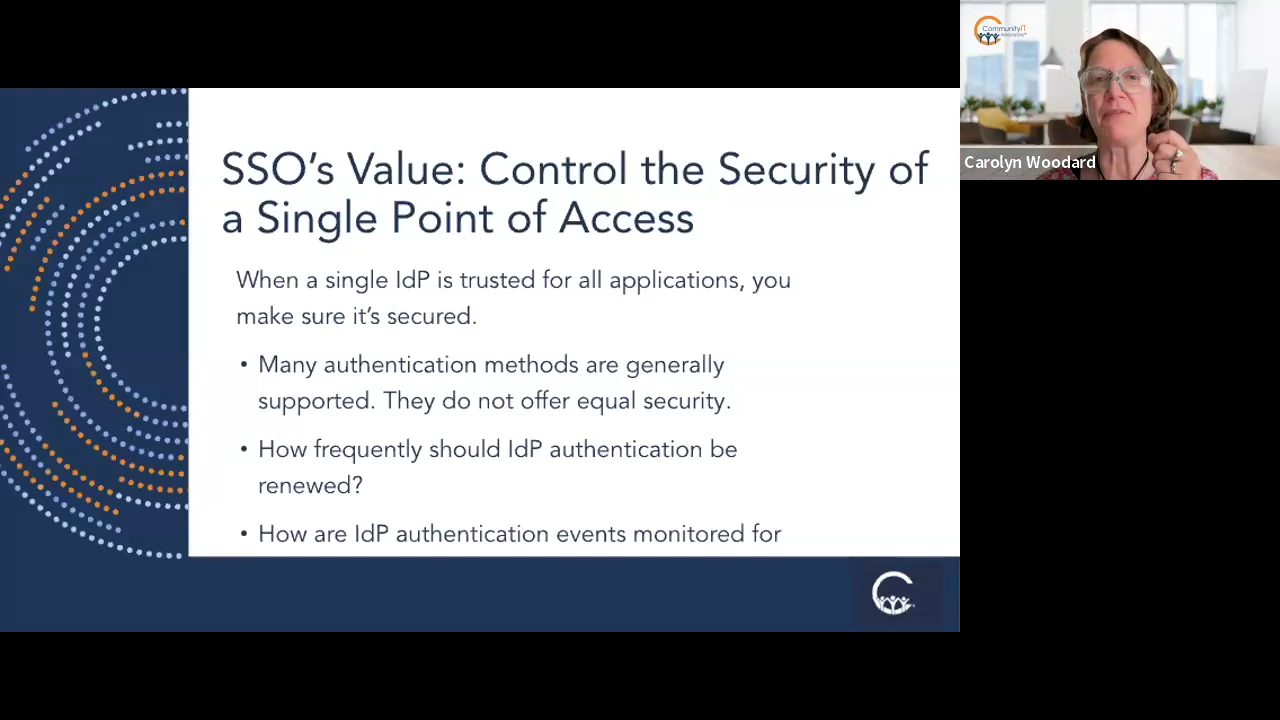 SSO’s Value: Control the Security of
a Single Point of Access
When a single IdP is trusted for all applications, you
make sure it’s secured.
• Many authentication methods are generally
supported. They do not offer equal security.
• How frequently should IdP authentication be
renewed?
• How are IdP authentication events monitored for
CommunityIT
Carolyn Woodard